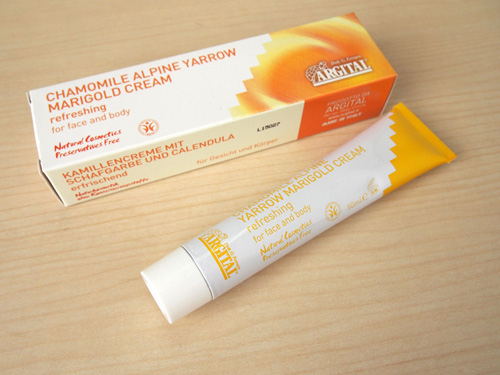 CHAMOMILE ALPINE YARROW
MARIGOLD CREAM
refreshing
for face and body
Natural Cosmetics
Preservatives Free
ARGITAL
ARGITAL
MADE IN ITALY
L15027
KAMILLENCREME MIT
SCHAFGARBE UND CALENDULA
erfrischend
für Gesicht und Körper
Naturkosmetik
YARROW MARIGOLD CREAM
refreshing
for face and body
Natural Cosmetics
Preservatives Free
ARGITAL